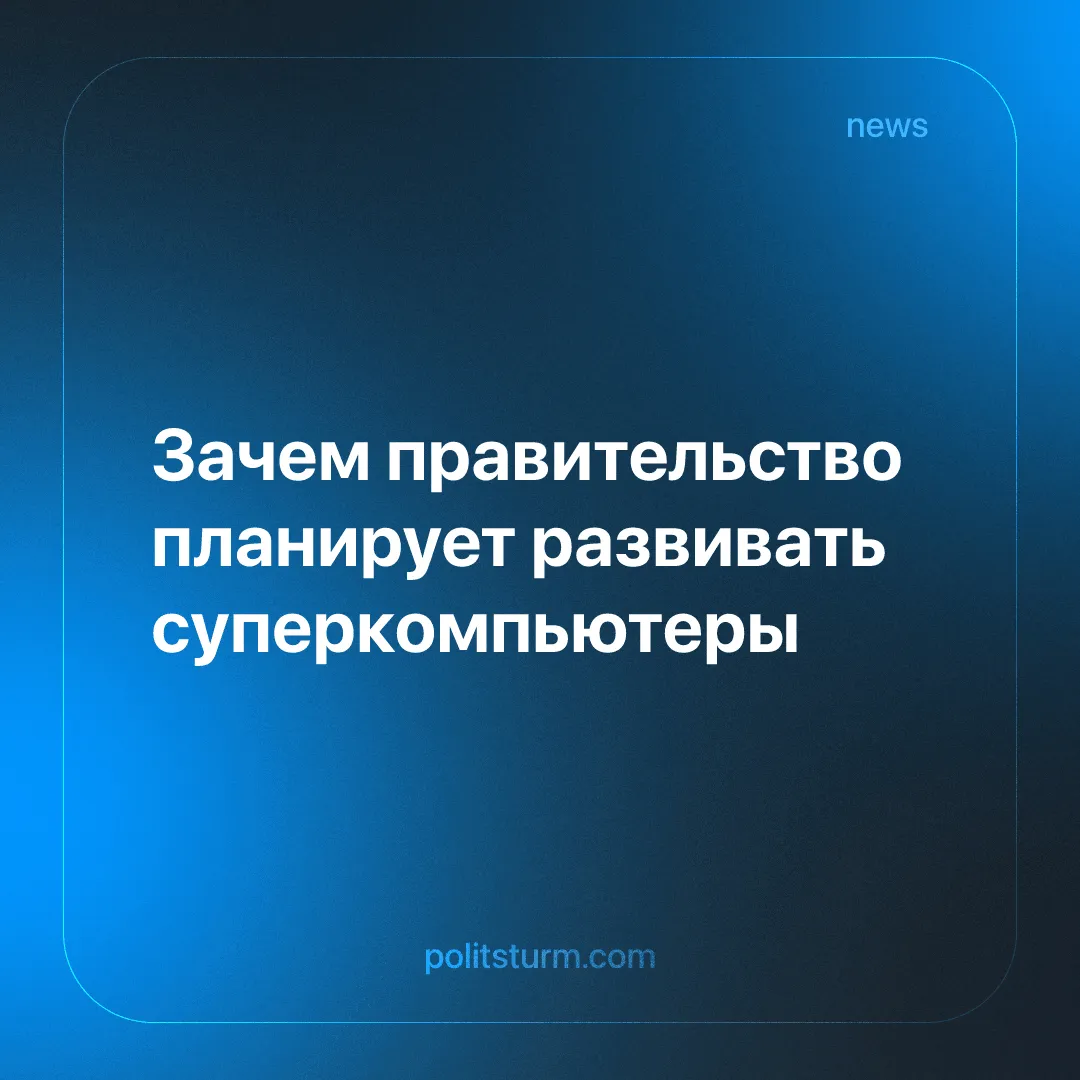 news
Зачем правительство
планирует развивать
суперкомпьютеры
politsturm.com